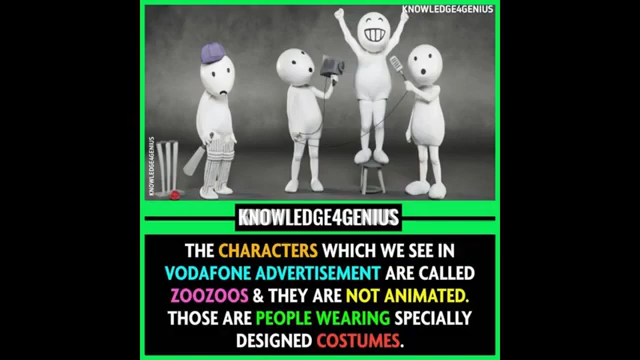 KNOWLEDGE4GENIUS
KNOWLEDGE4GENIUS
KNOWLEDGE4GENIUS
THE CHARACTERS WHICH WE SEE IN
VODAFONE ADVERTISEMENT ARE CALLED
ZOOZOOS & THEY ARE NOT ANIMATED.
THOSE ARE PEOPLE WEARING SPECIALLY
DESIGNED COSTUMES.